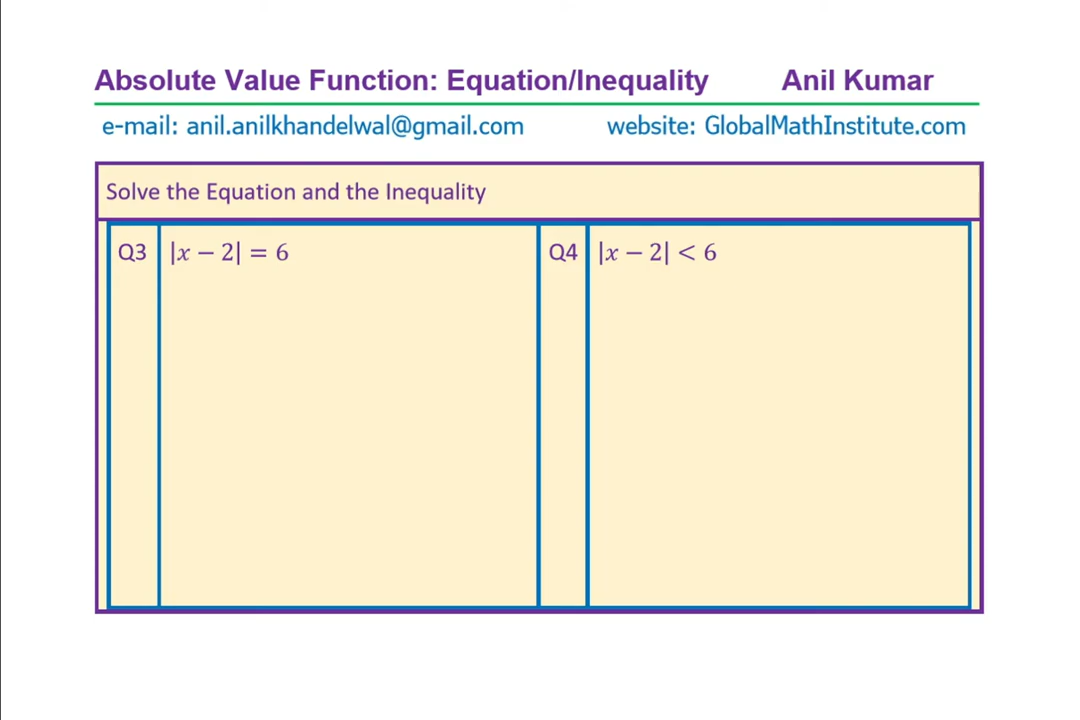 Absolute Value Function: Equation/Inequality Anil Kumar
e-mail: anil.anilkhandelwal@gmail.com website: GlobalMathInstitute.com
Solve the Equation and the Inequality
Q3 |x − 2| = 6 Q4 |x − 2| < 6